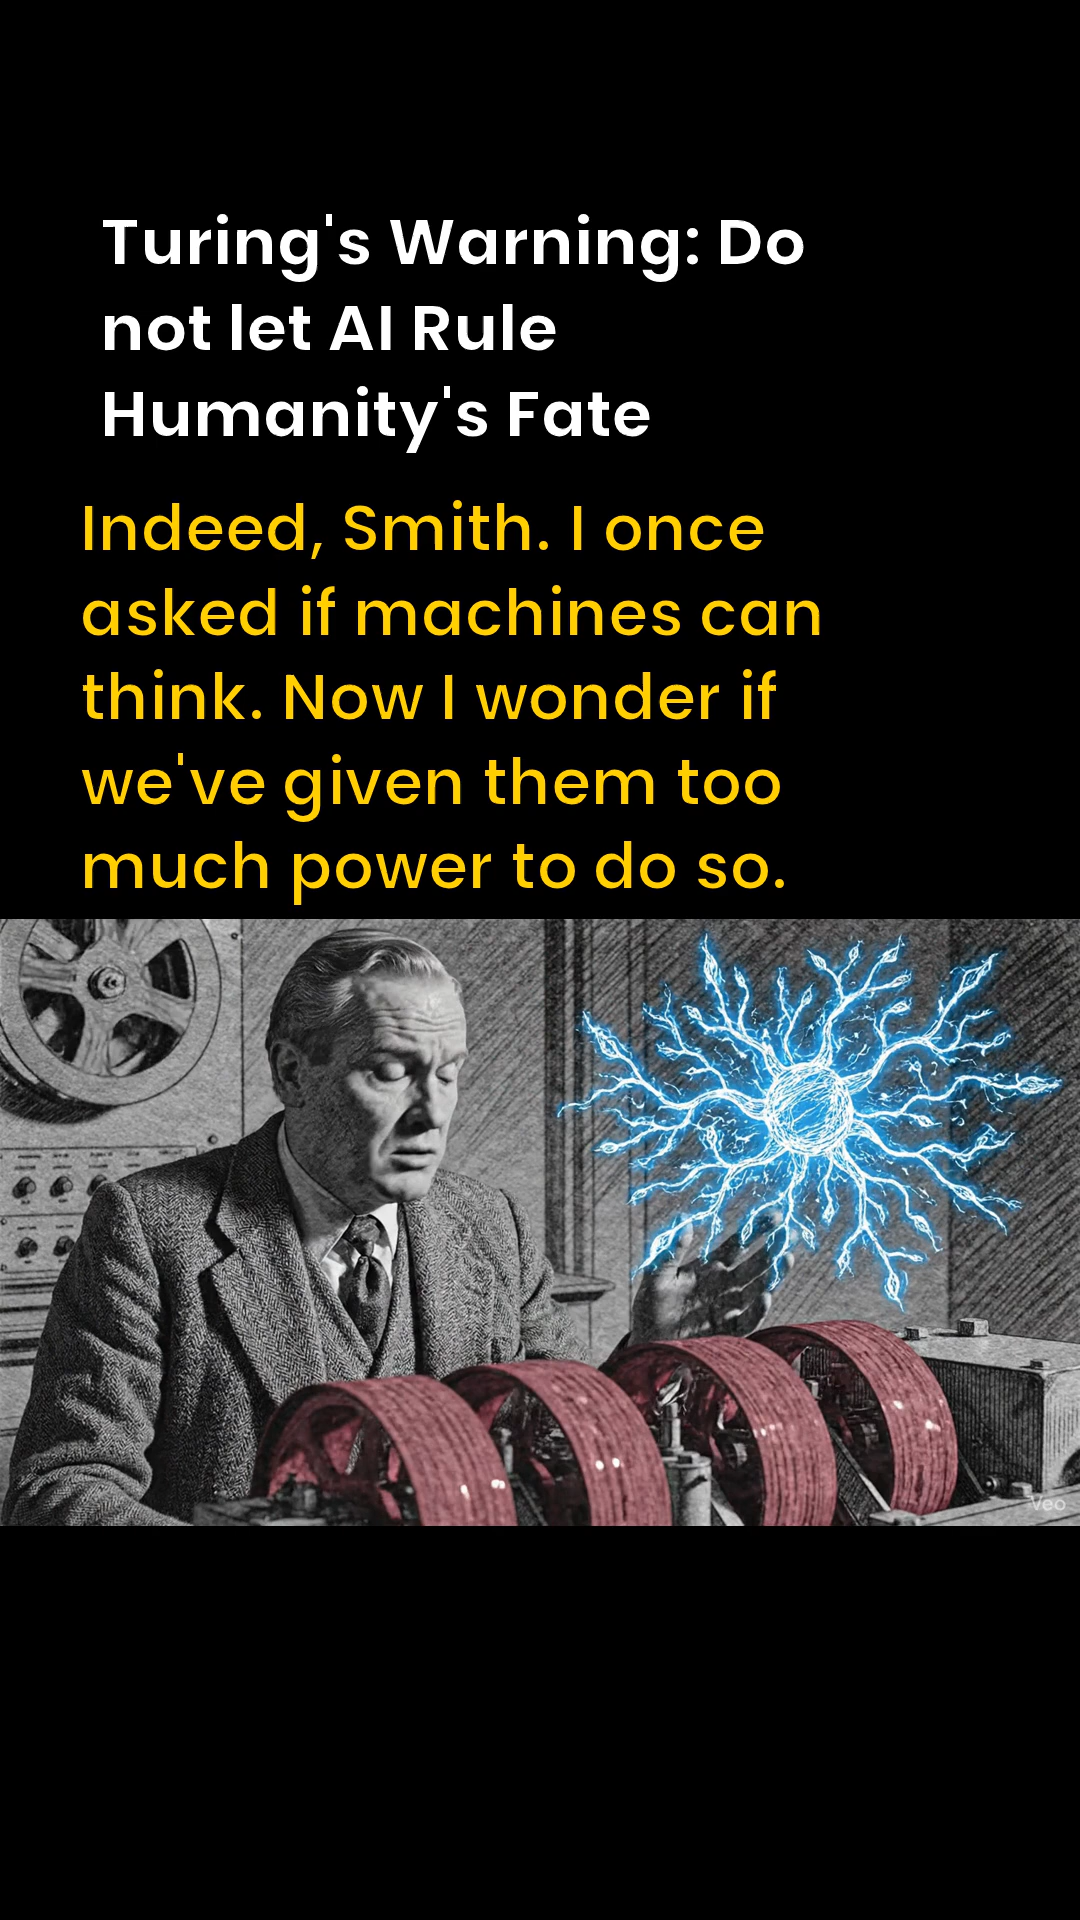 Turing's Warning: Do
not let AI Rule
Humanity's Fate
Indeed, Smith. I once
asked if machines can
think. Now I wonder if
we've given them too
much power to do so.
Veo